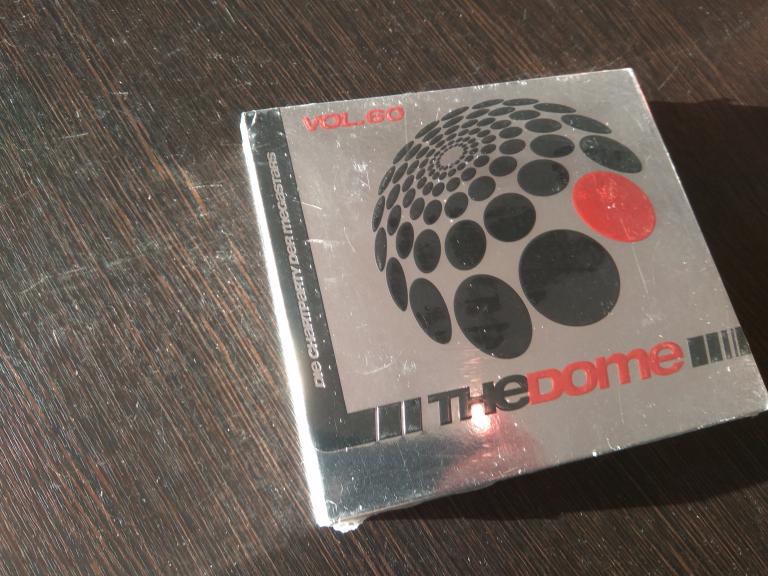 VOL.60
DIE CHARTPARTY DER MEGASTARS
THEDOME